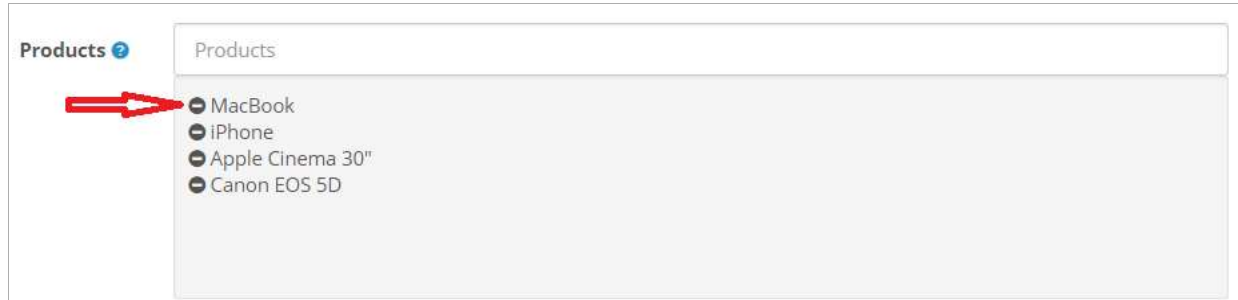 Products
Products
MacBook
iPhone
Apple Cinema 30"
Canon EOS 5D